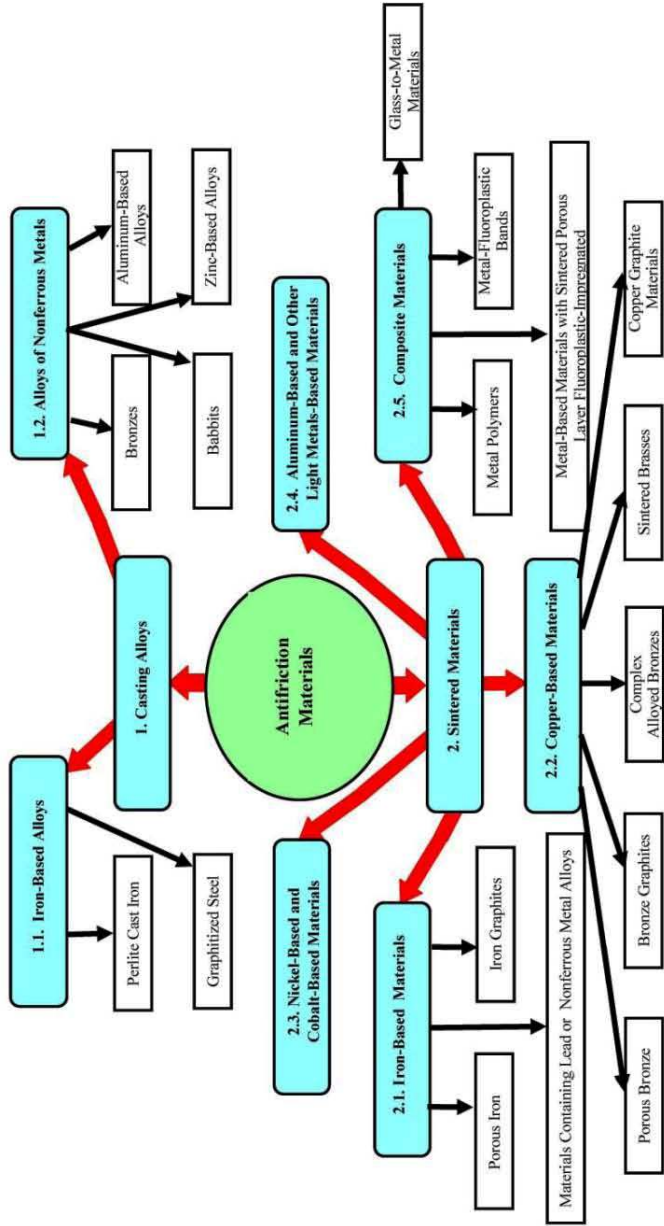 1.1. Iron-Based Alloys
Perlite Cast Iron
Graphitized Steel
1. Casting Alloys
1.2. Alloys of Nonferrous Metals
Bronzes
Aluminum-Based
Alloys
Babbits
Zinc-Based Alloys
Antifriction
Materials
2.3. Nickel-Based and
Cobalt-Based Materials
2.4. Aluminum-Based and Other
Light Metals-Based Materials
2. Sintered Materials
2.1. Iron-Based Materials
Porous Iron
Iron Graphites
Materials Containing Lead or Nonferrous Metal Alloys
2.5. Composite Materials
Glass-to-Metal
Materials
Metal Polymers
Metal-Fluoroplastic
Bands
Metal-Based Materials with Sintered Porous
Layer Fluoroplastic-Impregnated
2.2. Copper-Based Materials
Porous Bronze
Bronze Graphites
Complex
Alloyed Bronzes
Sintered Brasses
Copper Graphite
Materials